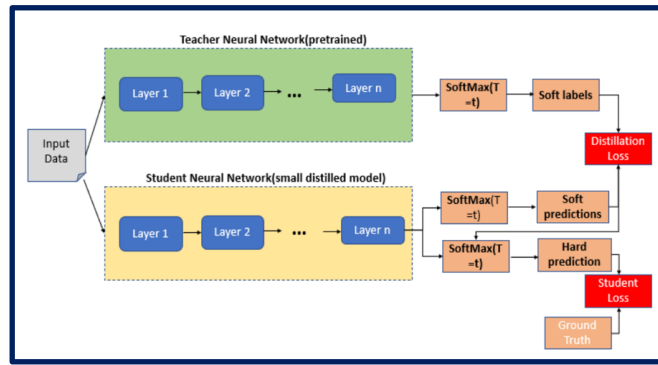 Teacher Neural Network(pretrained)
Layer 1
Layer 2
...
Layer n
SoftMax(T
=t)
Soft labels
Input
Data
Distillation
Loss
Student Neural Network(small distilled model)
Layer 1
Layer 2
...
Layer n
SoftMax(T
=t)
Soft
predictions
SoftMax(T
=t)
Hard
prediction
Student
Loss
Ground
Truth